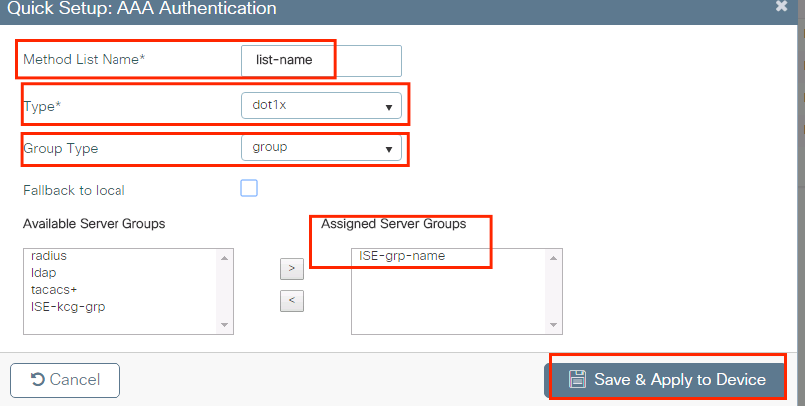 Quick Setup: AAA Authentication
Method List Name* list-name
Type* dot1x
Group Type group
Fallback to local
Available Server Groups Assigned Server Groups
radius ISE-grp-name
ldap
tacacs+
ISE-kcg-grp
>
<
Cancel Save & Apply to Device